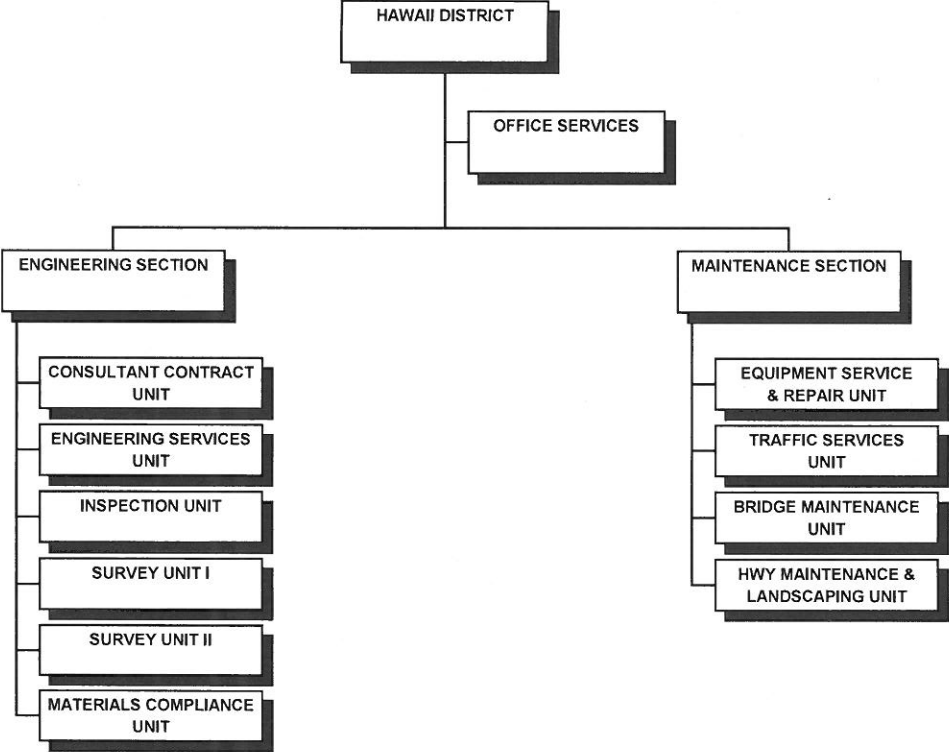 HAWAII DISTRICT
OFFICE SERVICES
ENGINEERING SECTION
CONSULTANT CONTRACT
UNIT
ENGINEERING SERVICES
UNIT
INSPECTION UNIT
SURVEY UNIT I
SURVEY UNIT II
MATERIALS COMPLIANCE
UNIT
MAINTENANCE SECTION
EQUIPMENT SERVICE
& REPAIR UNIT
TRAFFIC SERVICES
UNIT
BRIDGE MAINTENANCE
UNIT
HWY MAINTENANCE &
LANDSCAPING UNIT